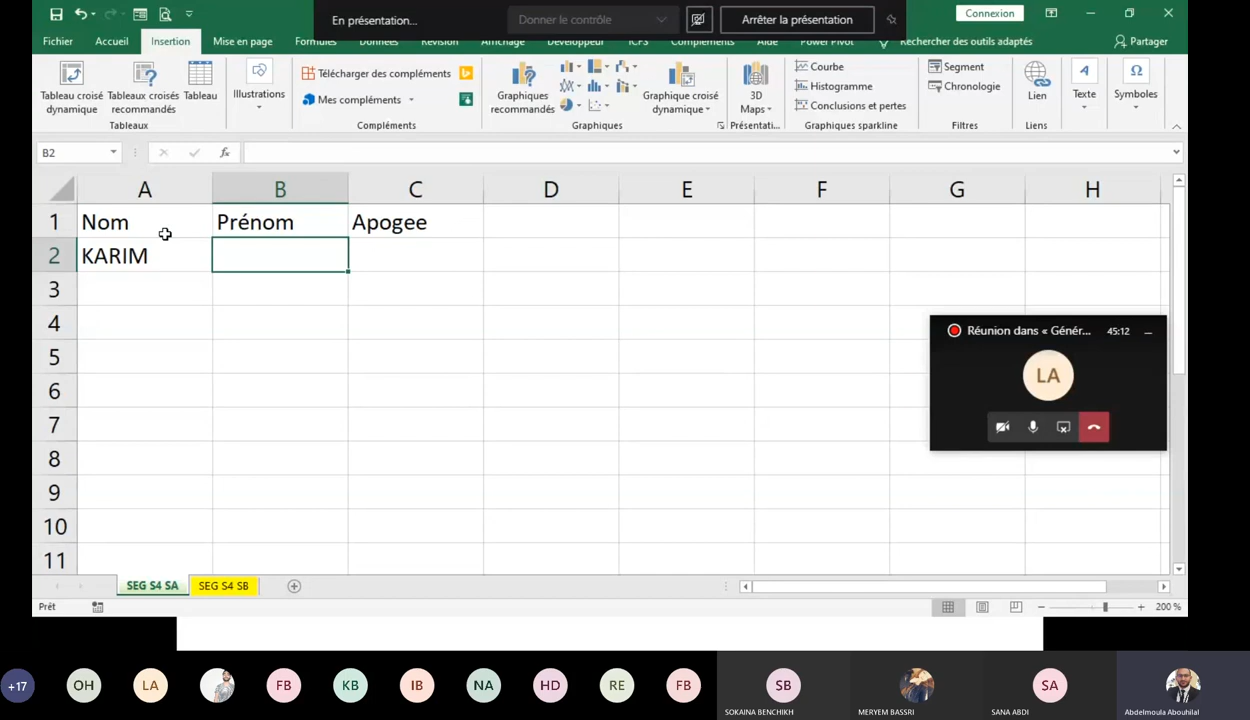 En présentation...
Donner le contrôle
Arrêter la présentation
Connexion
Fichier
Accueil
Insertion
Mise en page
Formules
Données
Révision
Affichage
Développeur
Compléments
Aide
Power Pivot
Rechercher des outils adaptés
Partager
Tableau croisé dynamique
Tableaux croisés recommandés
Tableau
Illustrations
Télécharger des compléments
Mes compléments
Graphiques recommandés
Graphique croisé dynamique
3D Maps
Courbe
Histogramme
Conclusions et pertes
Segment
Chronologie
Lien
Texte
Symboles
Tableaux
Compléments
Graphiques
Présentati...
Graphiques sparkline
Filtres
Liens
B2
fx
A B C D E F G H
1 Nom Prénom Apogee
2 KARIM
3
4
5
6
7
8
9
10
11
Réunion dans « Génér...
45:12
LA
SEG S4 SA
SEG S4 SB
Prêt
200 %
+17
OH
LA
FB
KB
IB
NA
HD
RE
FB
SB
SA
SOKAINA BENCHIKH
MERYEM BASSRI
SANA ABDI
Abdelmoula Abouhilal